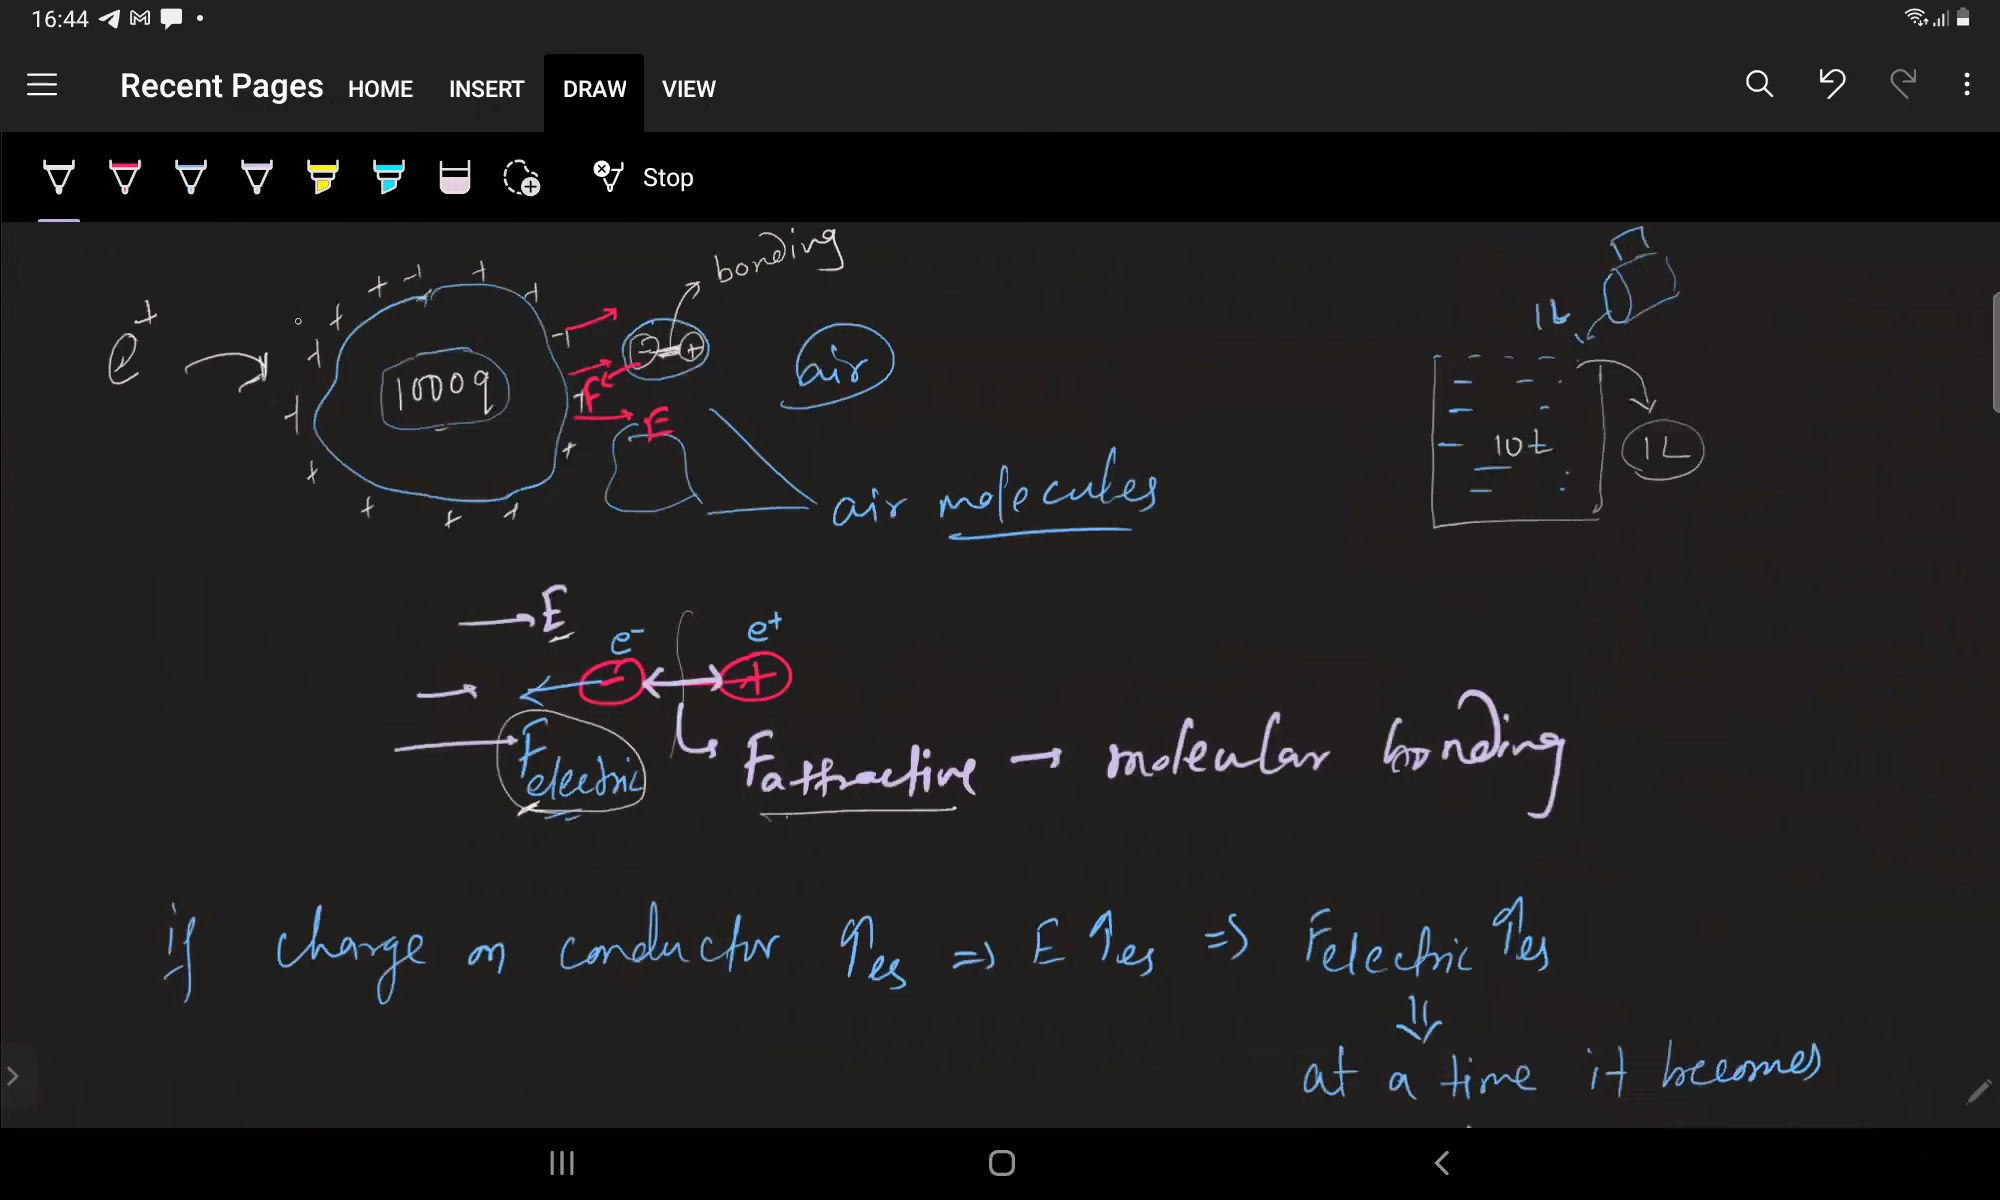 16:44
Recent Pages HOME INSERT DRAW VIEW
Stop
bonding
e+
1000q
F
E
air
air molecules
1L
10L
1L
E
e- e+
Felectric
Fattractive → molecular bonding
if charge on conductor ↑es => E ↑es => Felectric ↑es
⇓
at a time it becomes